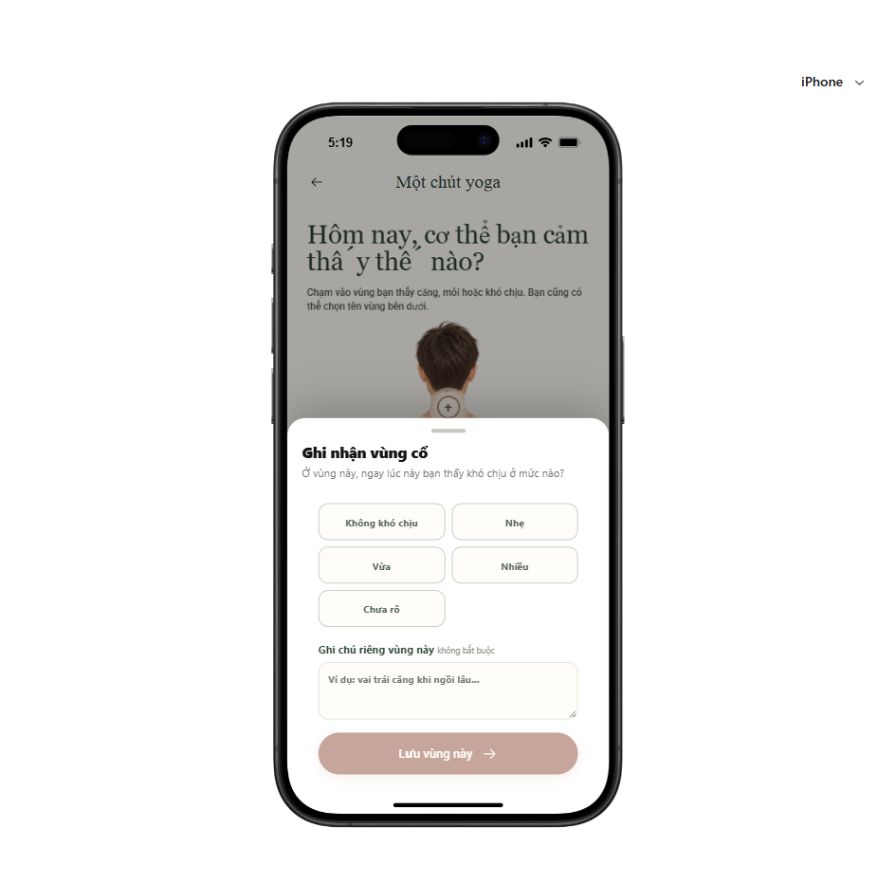 iPhone
5:19
Một chút yoga
Hôm nay, cơ thể bạn cảm
thấy thế nào?
Chạm vào vùng bạn thấy căng, mỏi hoặc khó chịu. Bạn cũng có
thể chọn tên vùng bên dưới.
Ghi nhận vùng cổ
Ở vùng này, ngay lúc này bạn thấy khó chịu ở mức nào?
Không khó chịu
Nhẹ
Vừa
Nhiều
Chưa rõ
Ghi chú riêng vùng này không bắt buộc
Ví dụ: vai trái căng khi ngồi lâu...
Lưu vùng này →